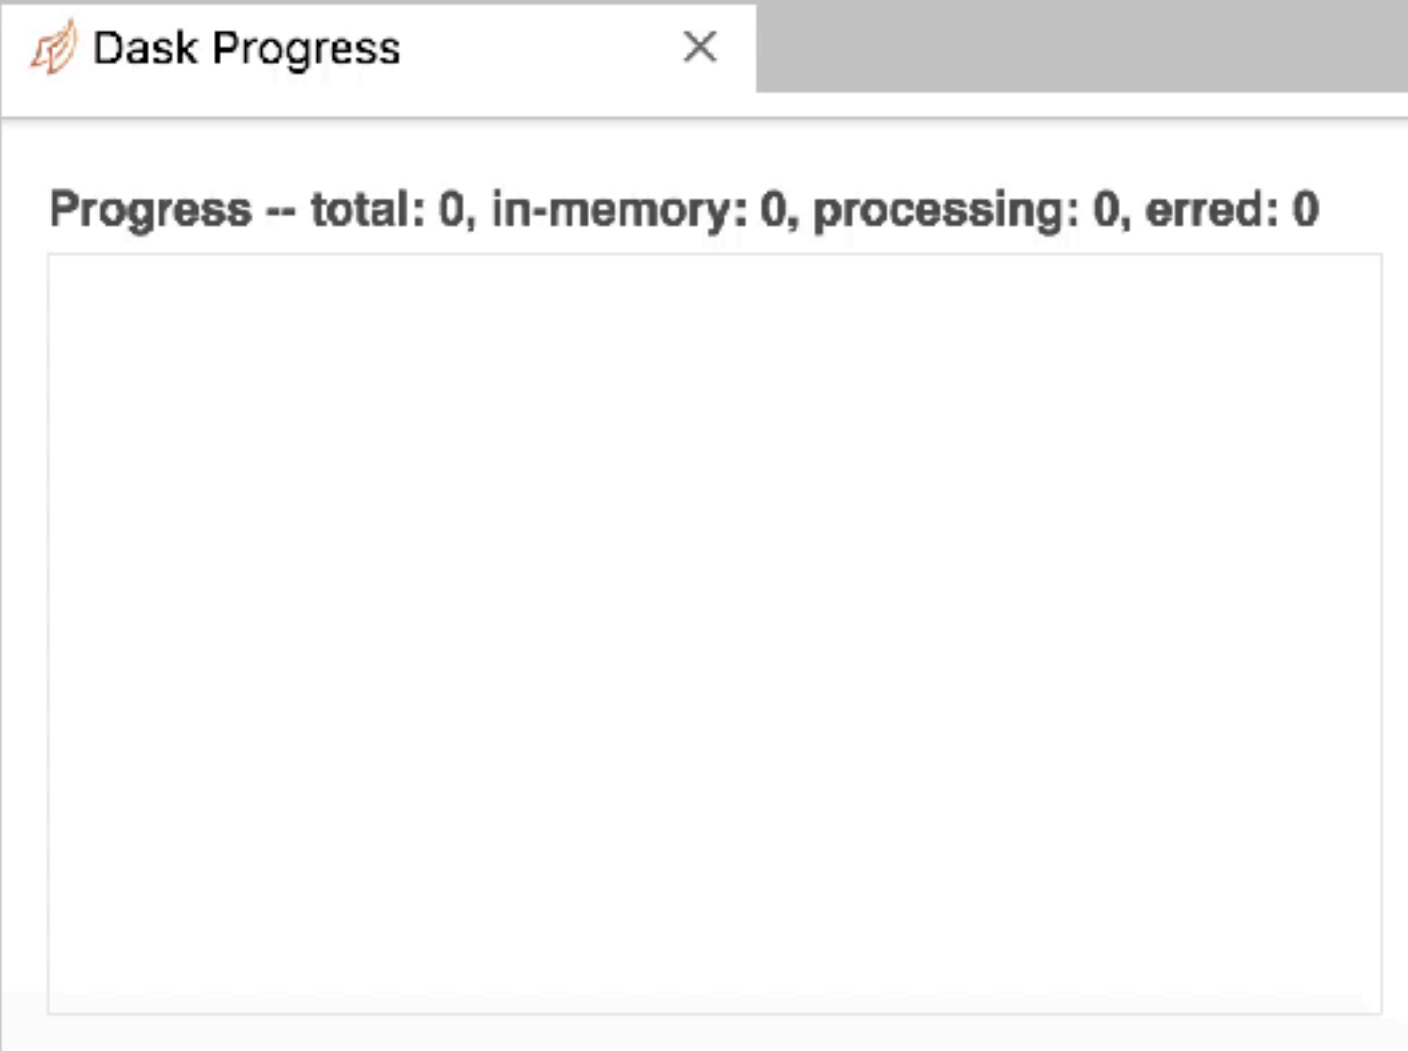 Dask Progress
Progress -- total: 0, in-memory: 0, processing: 0, erred: 0